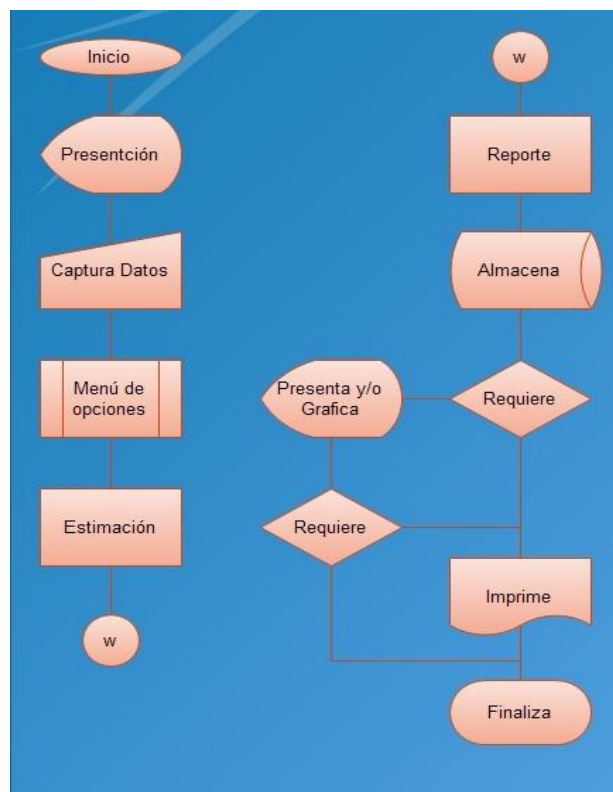 Inicio
Presentción
Captura Datos
Menú de
opciones
Estimación
w
w
Reporte
Almacena
Requiere
Presenta y/o
Grafica
Requiere
Imprime
Finaliza